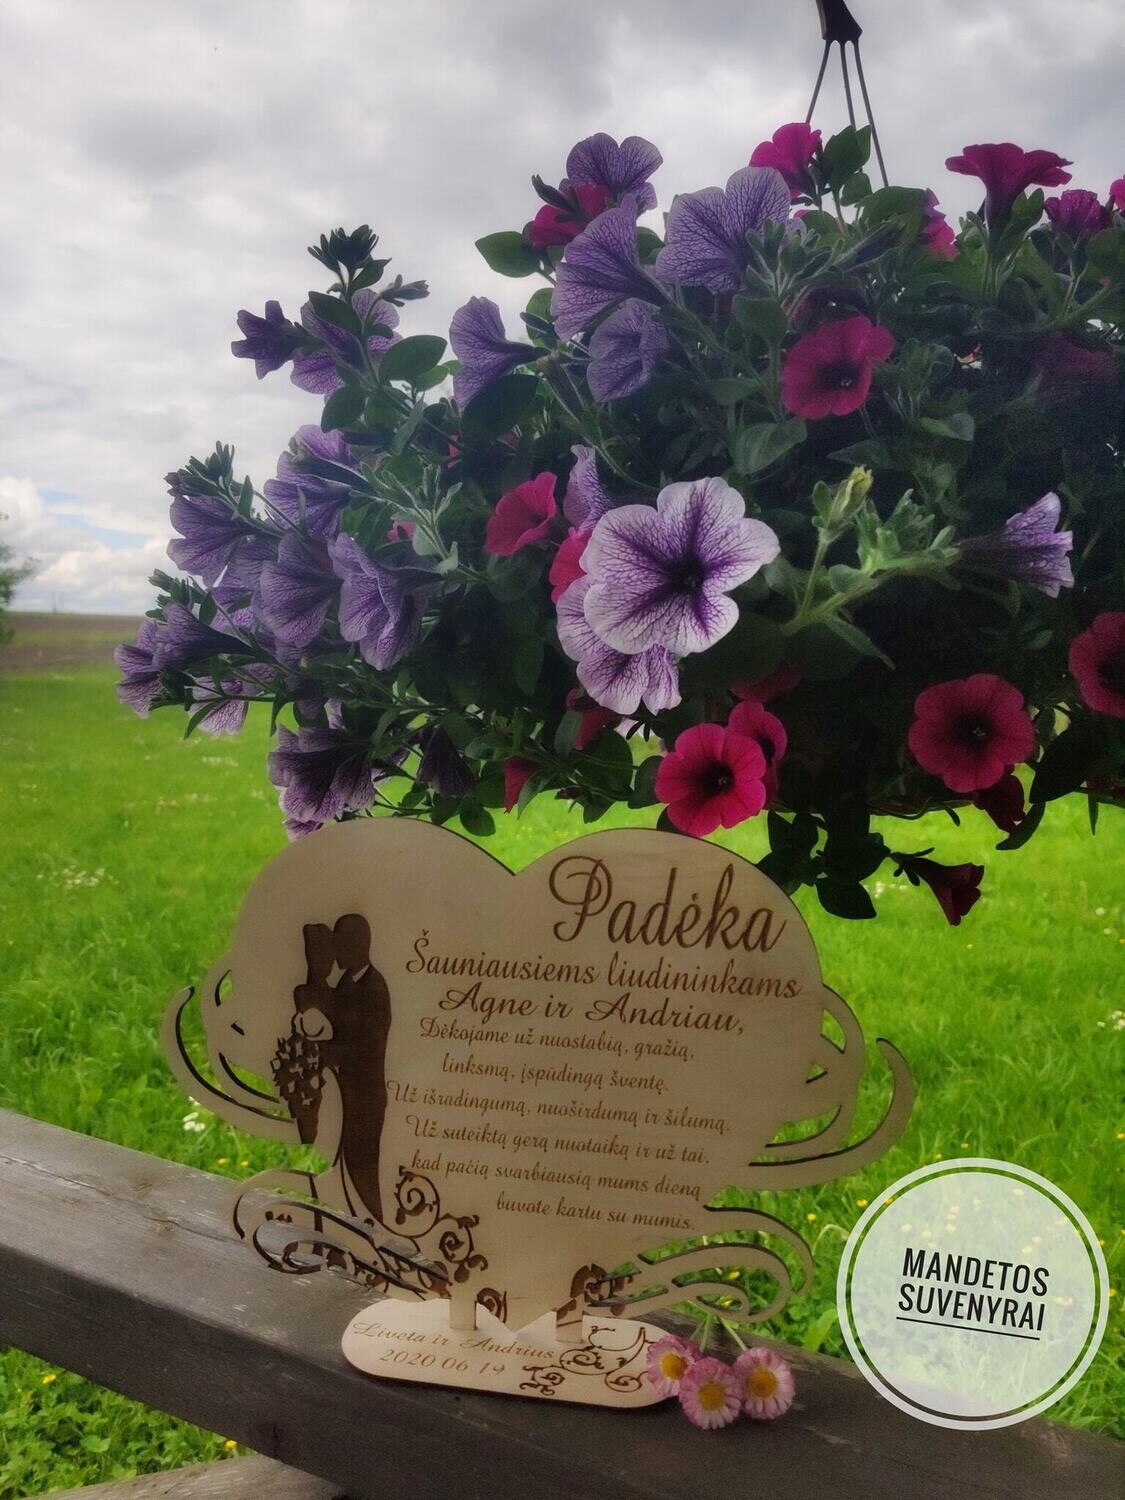 Padėka
Šauniausiems liudininkams
Agne ir Andriau,
Dėkojame už nuostabią, gražią,
linksmą, įspūdingą šventę.
Už išradingumą, nuoširdumą ir šilumą.
Už suteiktą gerą nuotaiką ir už tai,
kad pačią svarbiausią mums dieną
buvote kartu su mumis.
Liveta ir Andrius
2020 06 19
MANDETOS
SUVENYRAI